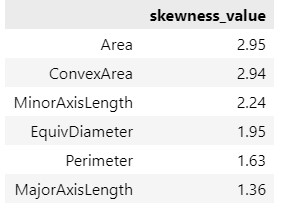 skewness_value
Area 2.95
ConvexArea 2.94
MinorAxisLength 2.24
EquivDiameter 1.95
Perimeter 1.63
MajorAxisLength 1.36